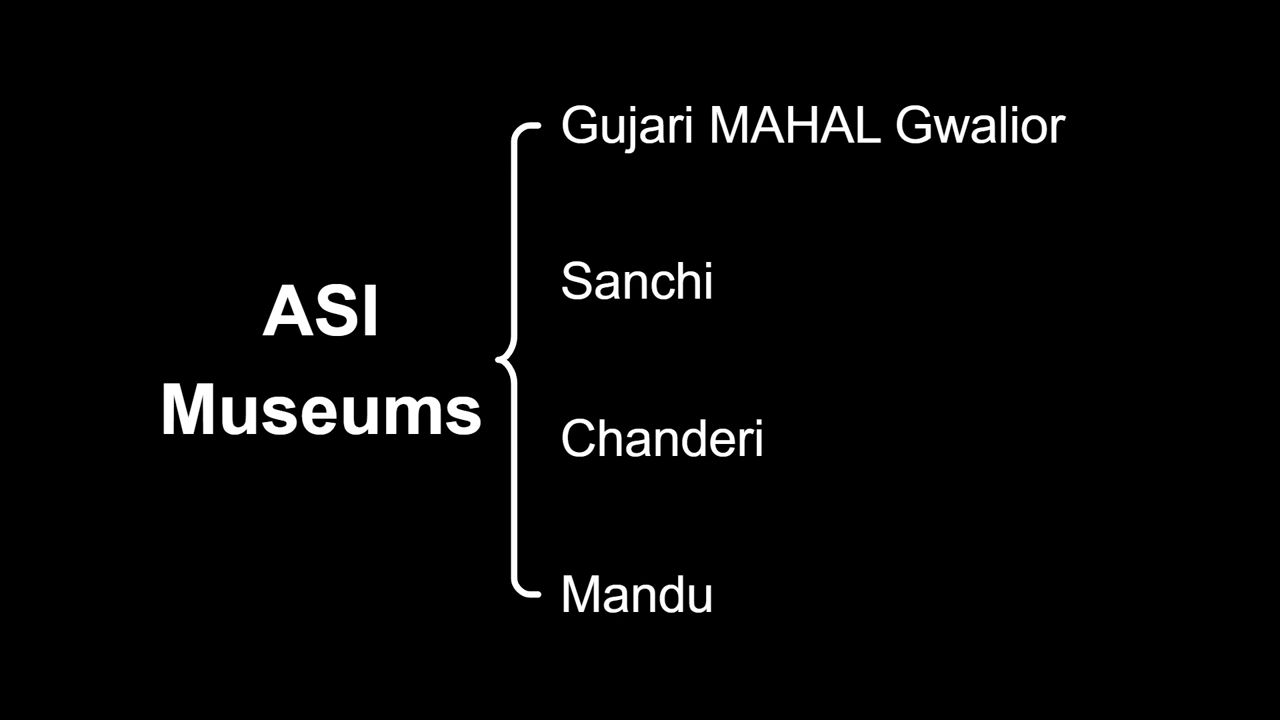 ASI
Museums
Gujari MAHAL Gwalior
Sanchi
Chanderi
Mandu